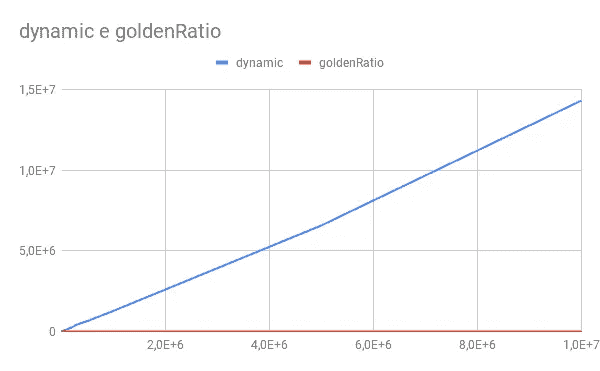 dynamic e goldenRatio
dynamic goldenRatio
1,5E+7
1,0E+7
5,0E+6
0
2,0E+6 4,0E+6 6,0E+6 8,0E+6 1,0E+7